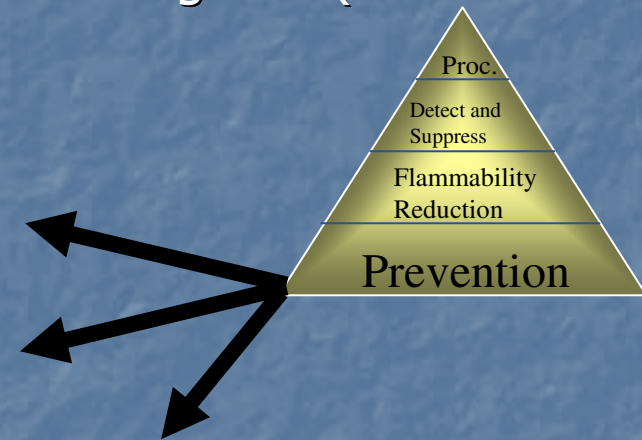 Proc.
Detect and
Suppress
Flammability
Reduction
Prevention